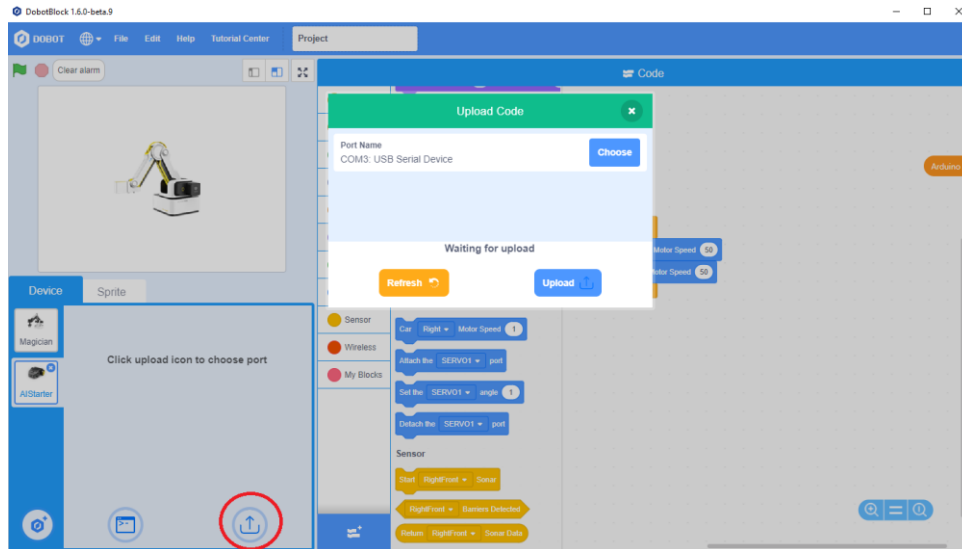 DobotBlock 1.6.0-beta.9
DOBOT File Edit Help Tutorial Center Project
Clear alarm
Code
Upload Code
Port Name
COM3: USB Serial Device
Choose
Arduino
Waiting for upload
Motor Speed 50
Motor Speed 50
Refresh
Upload
Device Sprite
Magician
AIStarter
Click upload icon to choose port
Sensor
Wireless
My Blocks
Car Right Motor Speed 1
Attach the SERVO1 port
Set the SERVO1 angle 1
Detach the SERVO1 port
Sensor
Start RightFront Sonar
RightFront Barriers Detected
Return RightFront Sonar Data